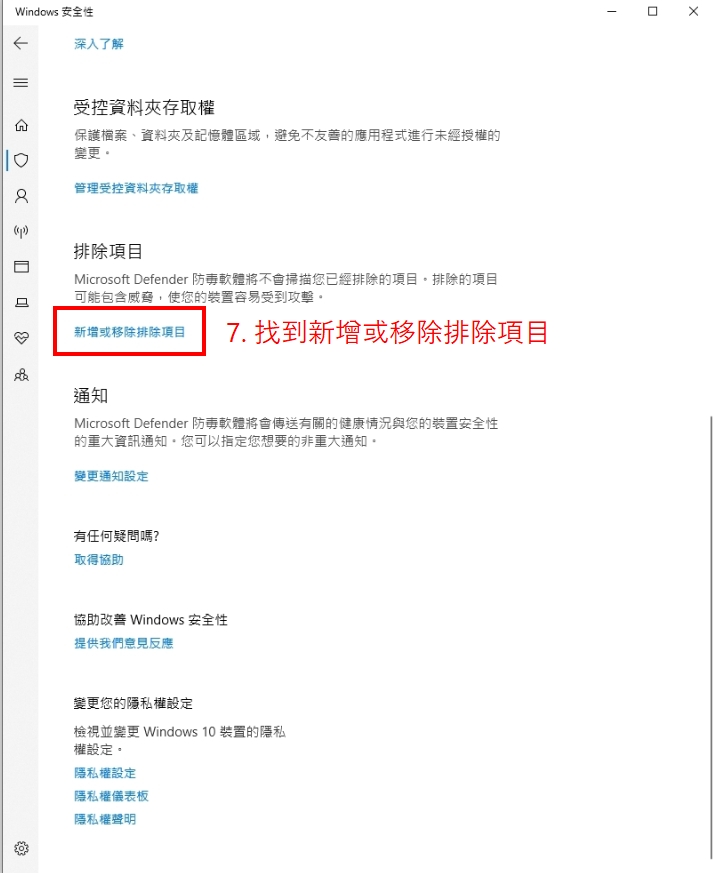 Windows 安全性
深入了解
受控資料夾存取權
保護檔案、資料夾及記憶體區域，避免不友善的應用程式進行未經授權的
變更。
管理受控資料夾存取權
排除項目
Microsoft Defender 防毒軟體將不會掃描您已經排除的項目。排除的項目
可能包含威脅，使您的裝置容易受到攻擊。
新增或移除排除項目
7. 找到新增或移除排除項目
通知
Microsoft Defender 防毒軟體將會傳送有關的健康情況與您的裝置安全性
的重大資訊通知。您可以指定您想要的非重大通知。
變更通知設定
有任何疑問嗎?
取得協助
協助改善 Windows 安全性
提供我們意見反應
變更您的隱私權設定
檢視並變更 Windows 10 裝置的隱私
權設定。
隱私權設定
隱私權儀表板
隱私權聲明